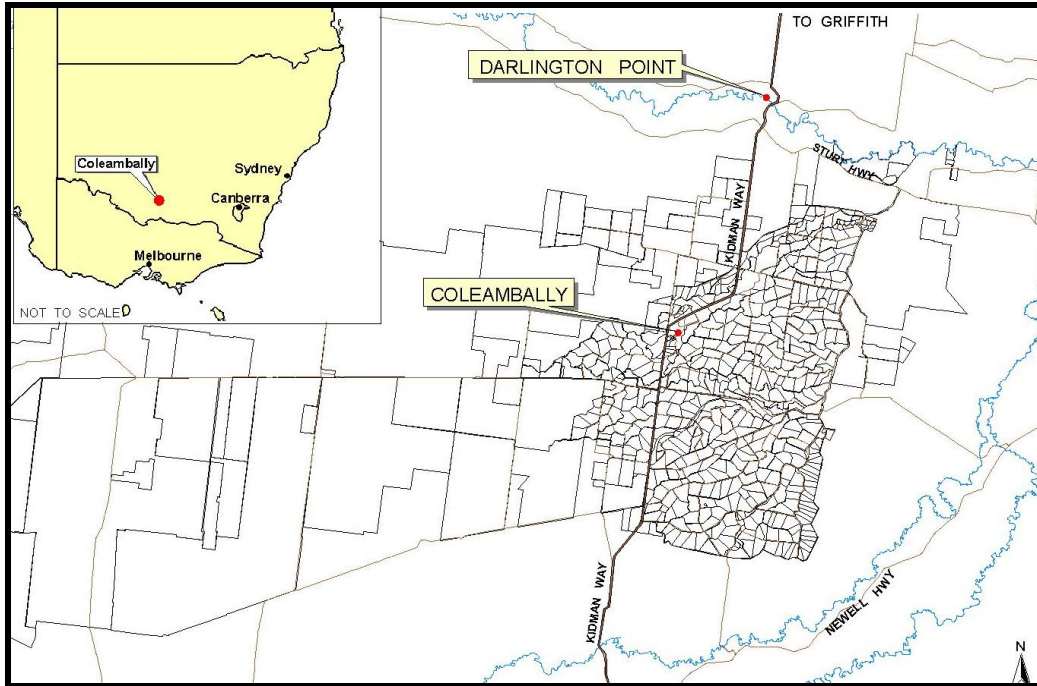 TO GRIFFITH
DARLINGTON POINT
Coleambally
Sydney
Canberra
Melbourne
NOT TO SCALE
STURT HWY
KIDMAN WAY
COLEAMBALLY
KIDMAN WAY
NEWELL HWY
N